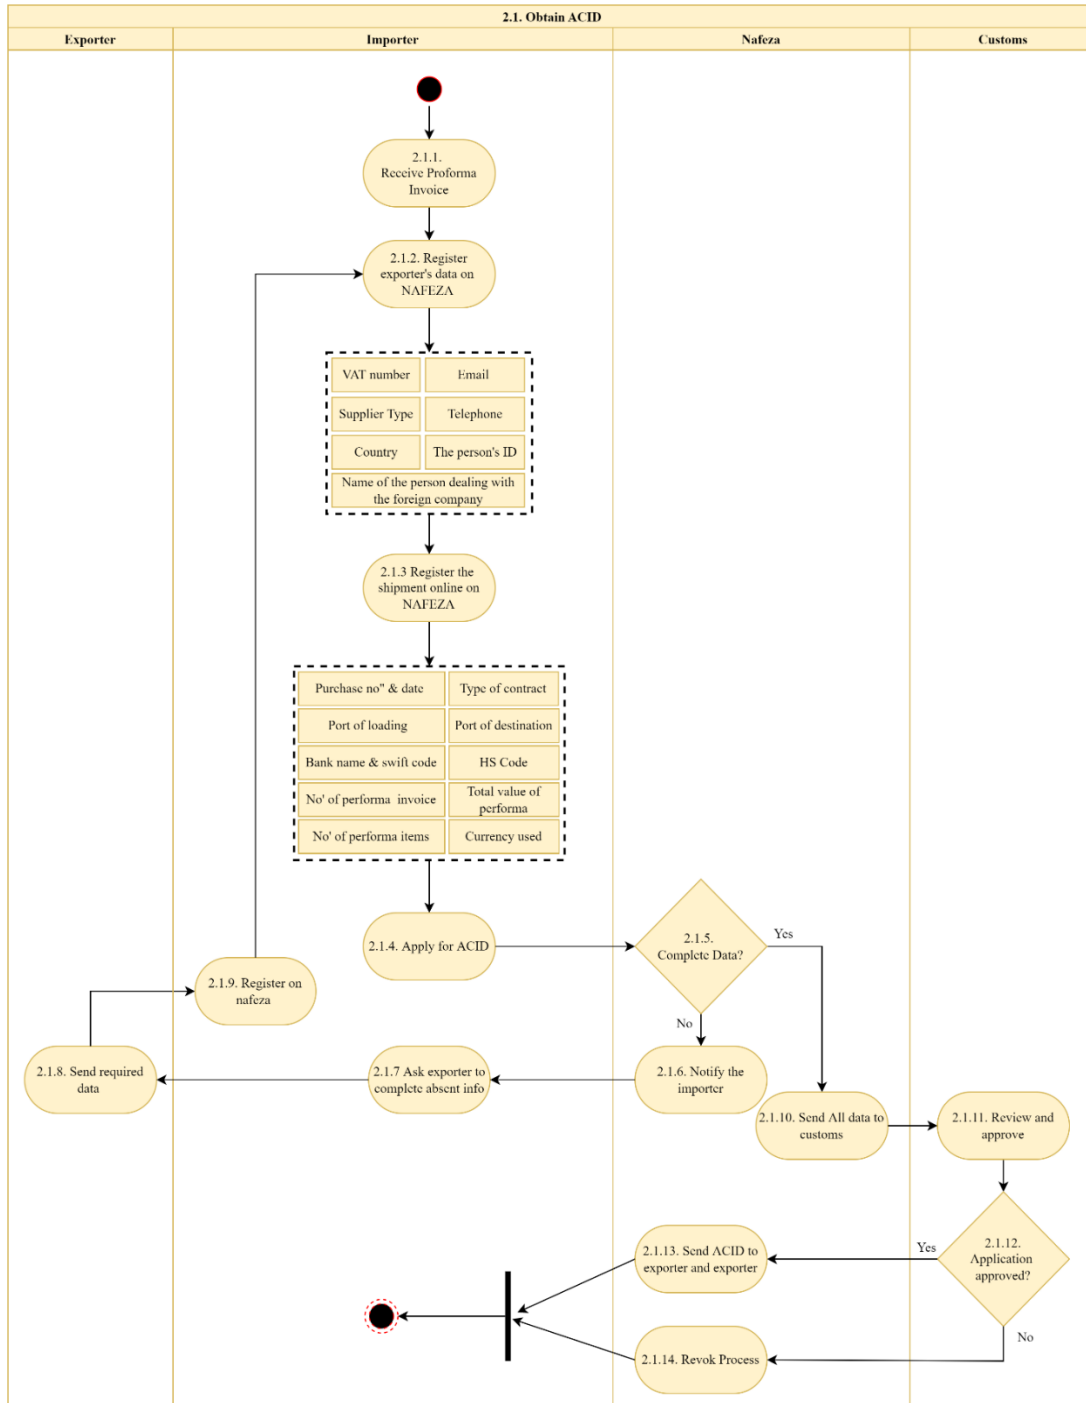 2.1. Obtain ACID
Exporter
Importer
Nafeza
Customs
2.1.1.
Receive Proforma
Invoice
2.1.2. Register
exporter's data on
NAFEZA
VAT number
Email
Supplier Type
Telephone
Country
The person's ID
Name of the person dealing with
the foreign company
2.1.3 Register the
shipment online on
NAFEZA
Purchase no" & date
Type of contract
Port of loading
Port of destination
Bank name & swift code
HS Code
No' of performa invoice
Total value of
performa
No' of performa items
Currency used
2.1.4. Apply for ACID
2.1.5.
Complete Data?
Yes
No
2.1.9. Register on
nafeza
2.1.8. Send required
data
2.1.7 Ask exporter to
complete absent info
2.1.6. Notify the
importer
2.1.10. Send All data to
customs
2.1.11. Review and
approve
2.1.12.
Application
approved?
Yes
No
2.1.13. Send ACID to
exporter and exporter
2.1.14. Revok Process